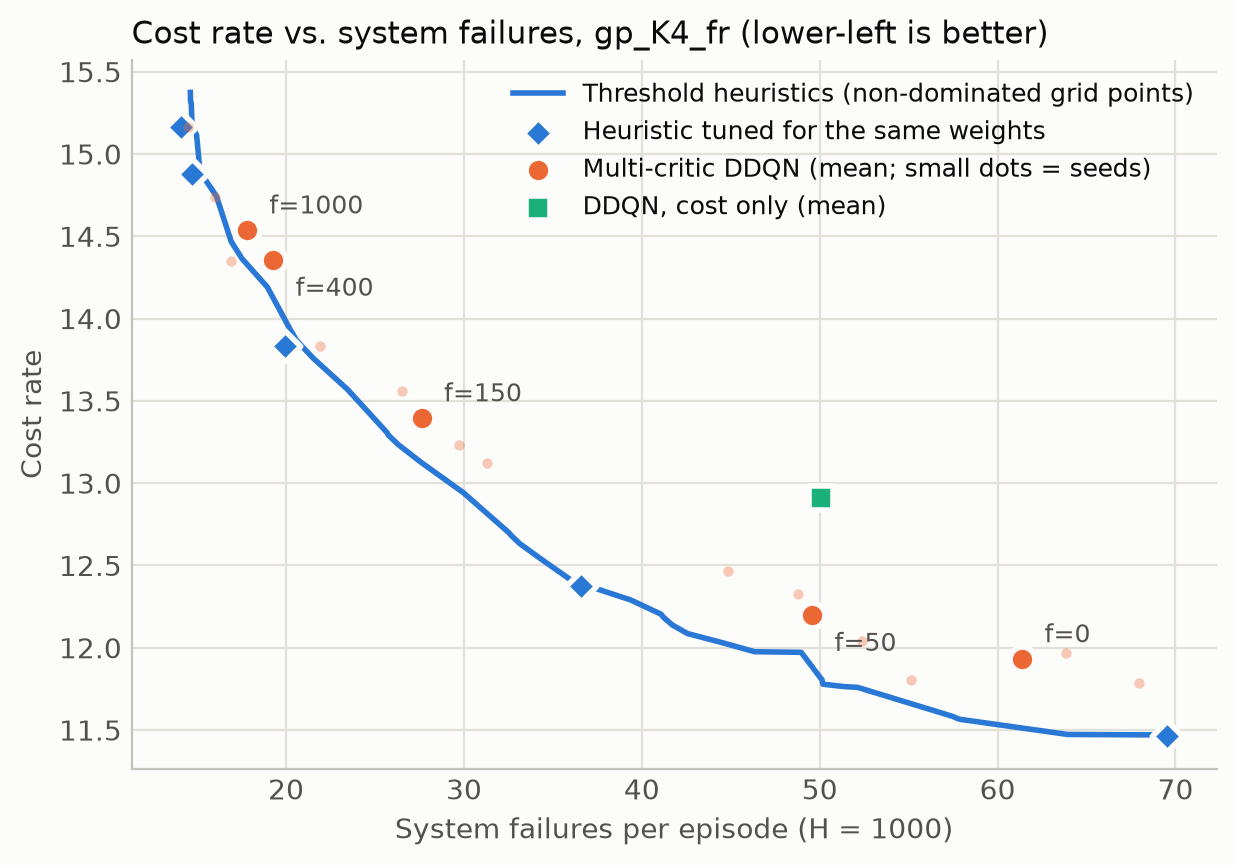 Cost rate vs. system failures, gp_K4_fr (lower-left is better)
Threshold heuristics (non-dominated grid points)
Heuristic tuned for the same weights
Multi-critic DDQN (mean; small dots = seeds)
DDQN, cost only (mean)
15.5
15.0
14.5
14.0
13.5
13.0
12.5
12.0
11.5
Cost rate
f=1000
f=400
f=150
f=50
f=0
20
30
40
50
60
70
System failures per episode (H = 1000)